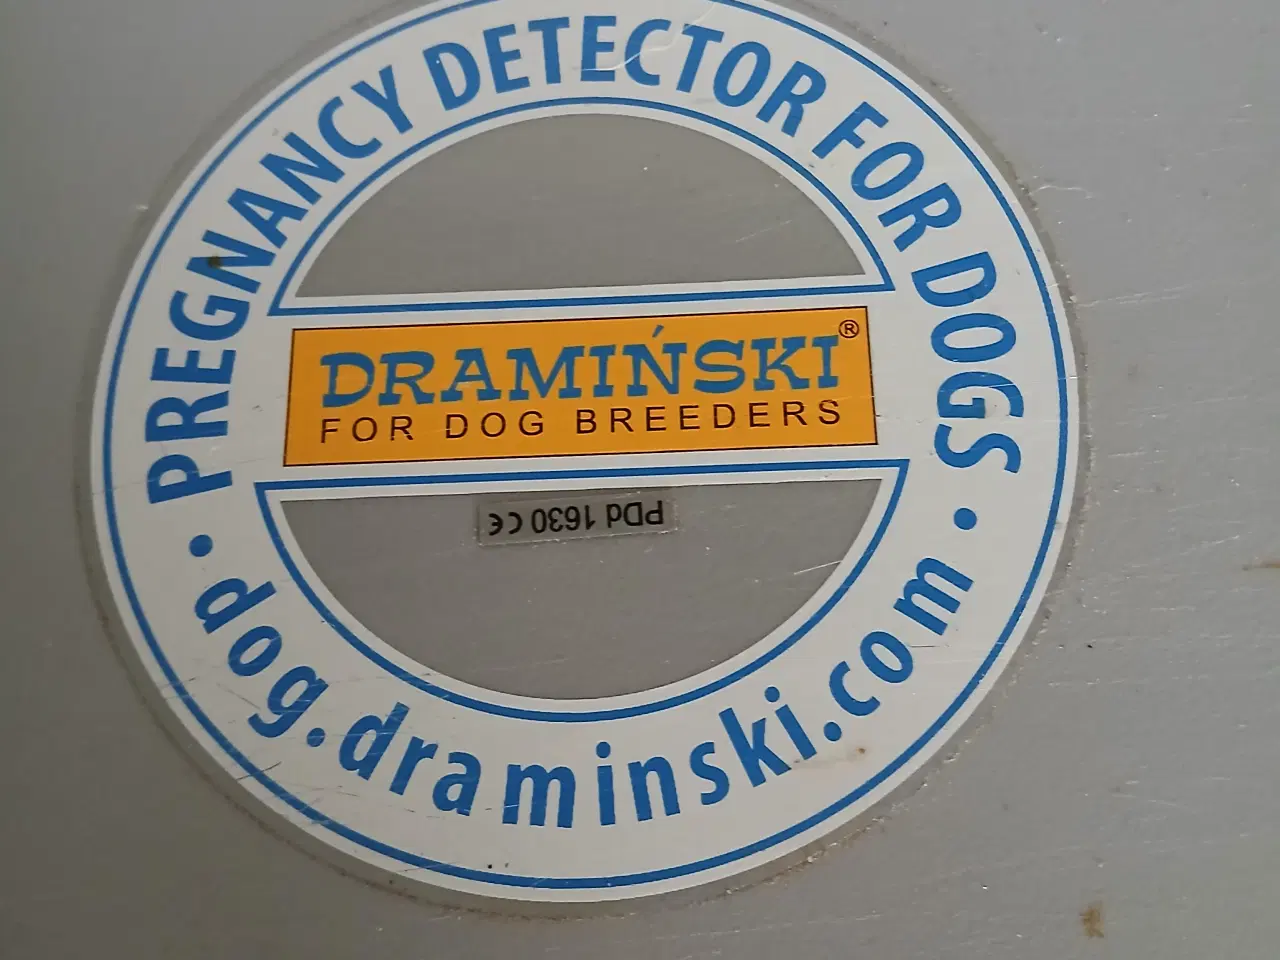 PREGNANCY DETECTOR FOR DOGS
DRAMIŃSKI®
FOR DOG BREEDERS
PDd 1630 CE
• dog.draminski.com •